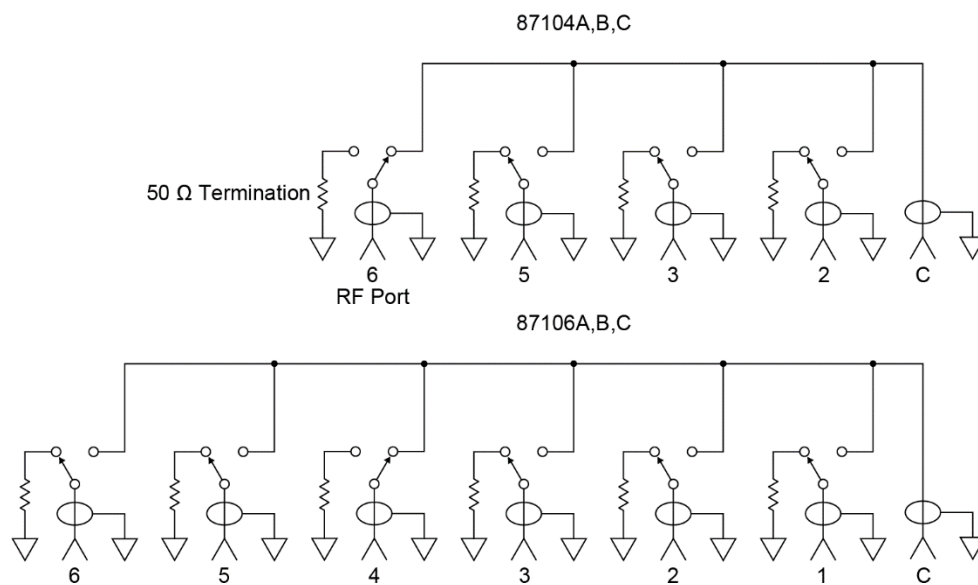 87104A,B,C
50 Ω Termination
6 5 3 2 C
RF Port
87106A,B,C
6 5 4 3 2 1 C